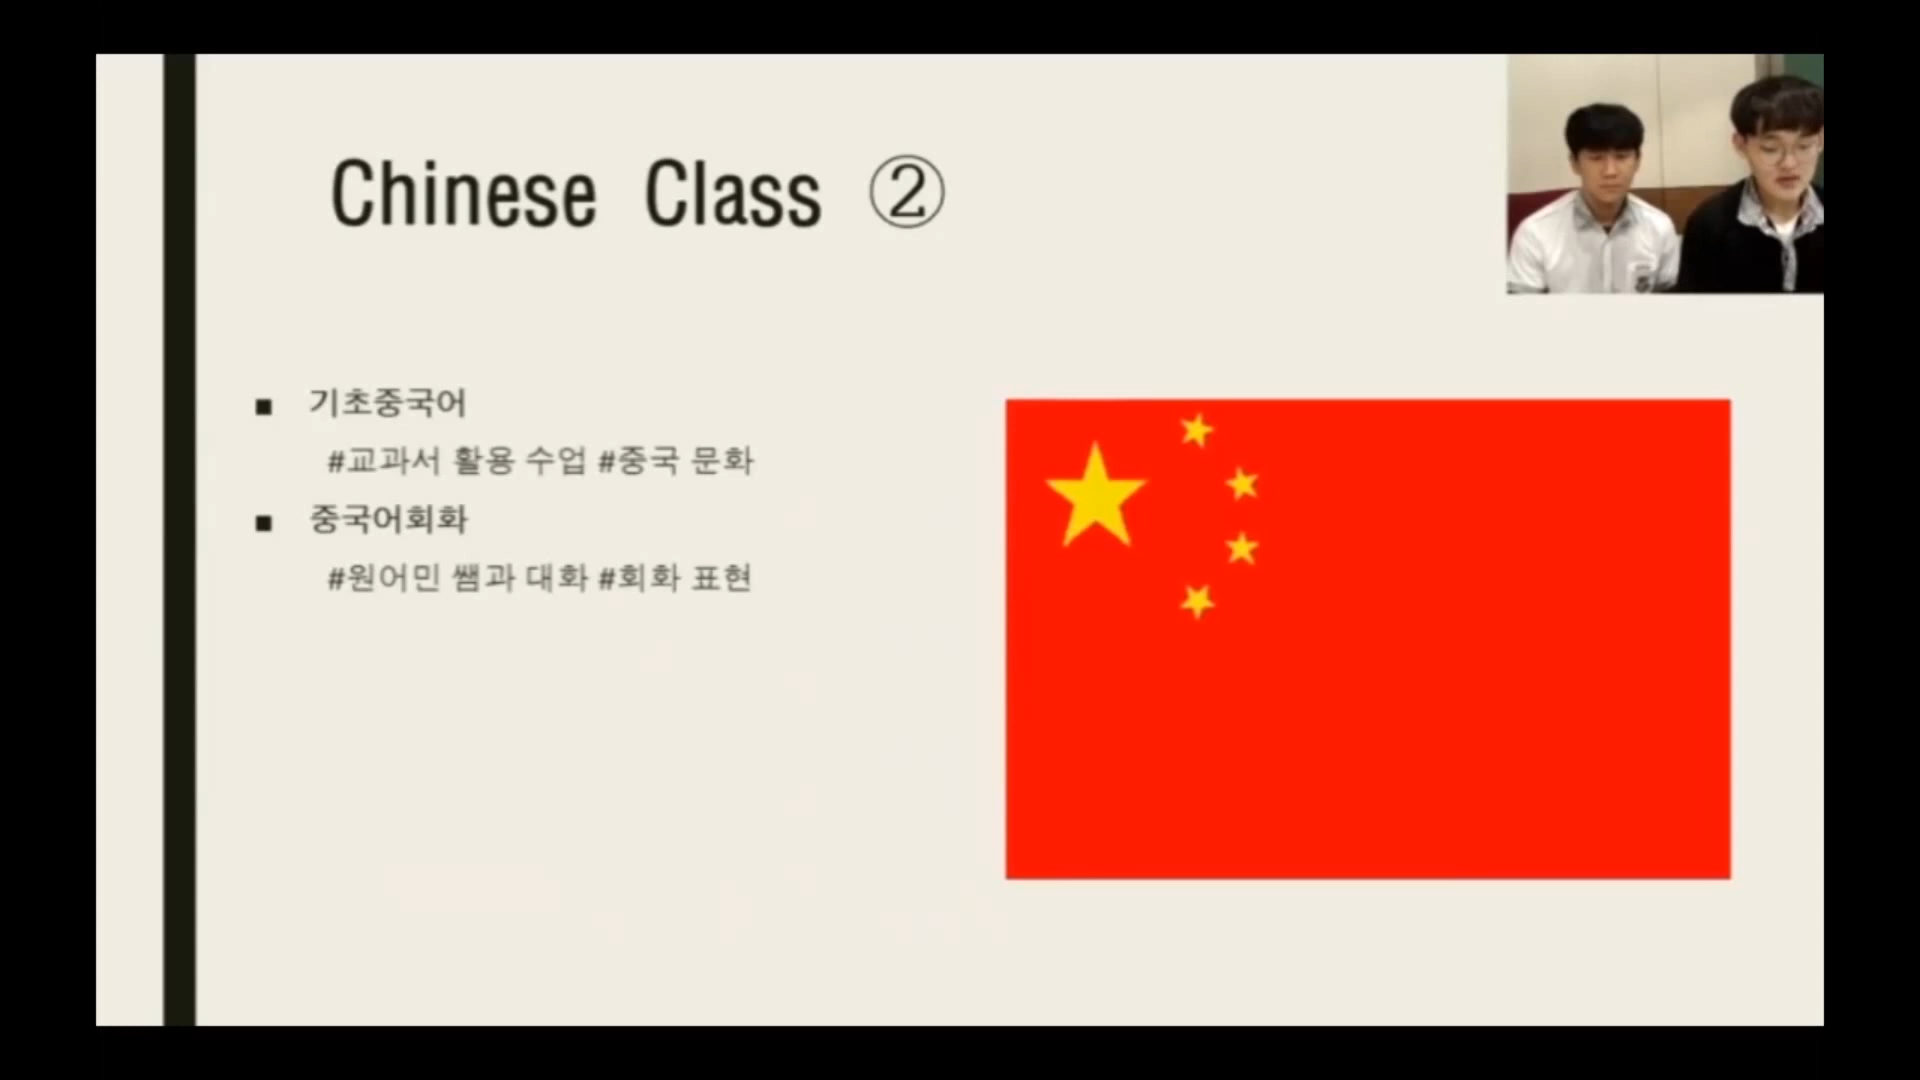 Chinese Class ②
■ 기초중국어
#교과서 활용 수업 #중국 문화
■ 중국어회화
#원어민 쌤과 대화 #회화 표현